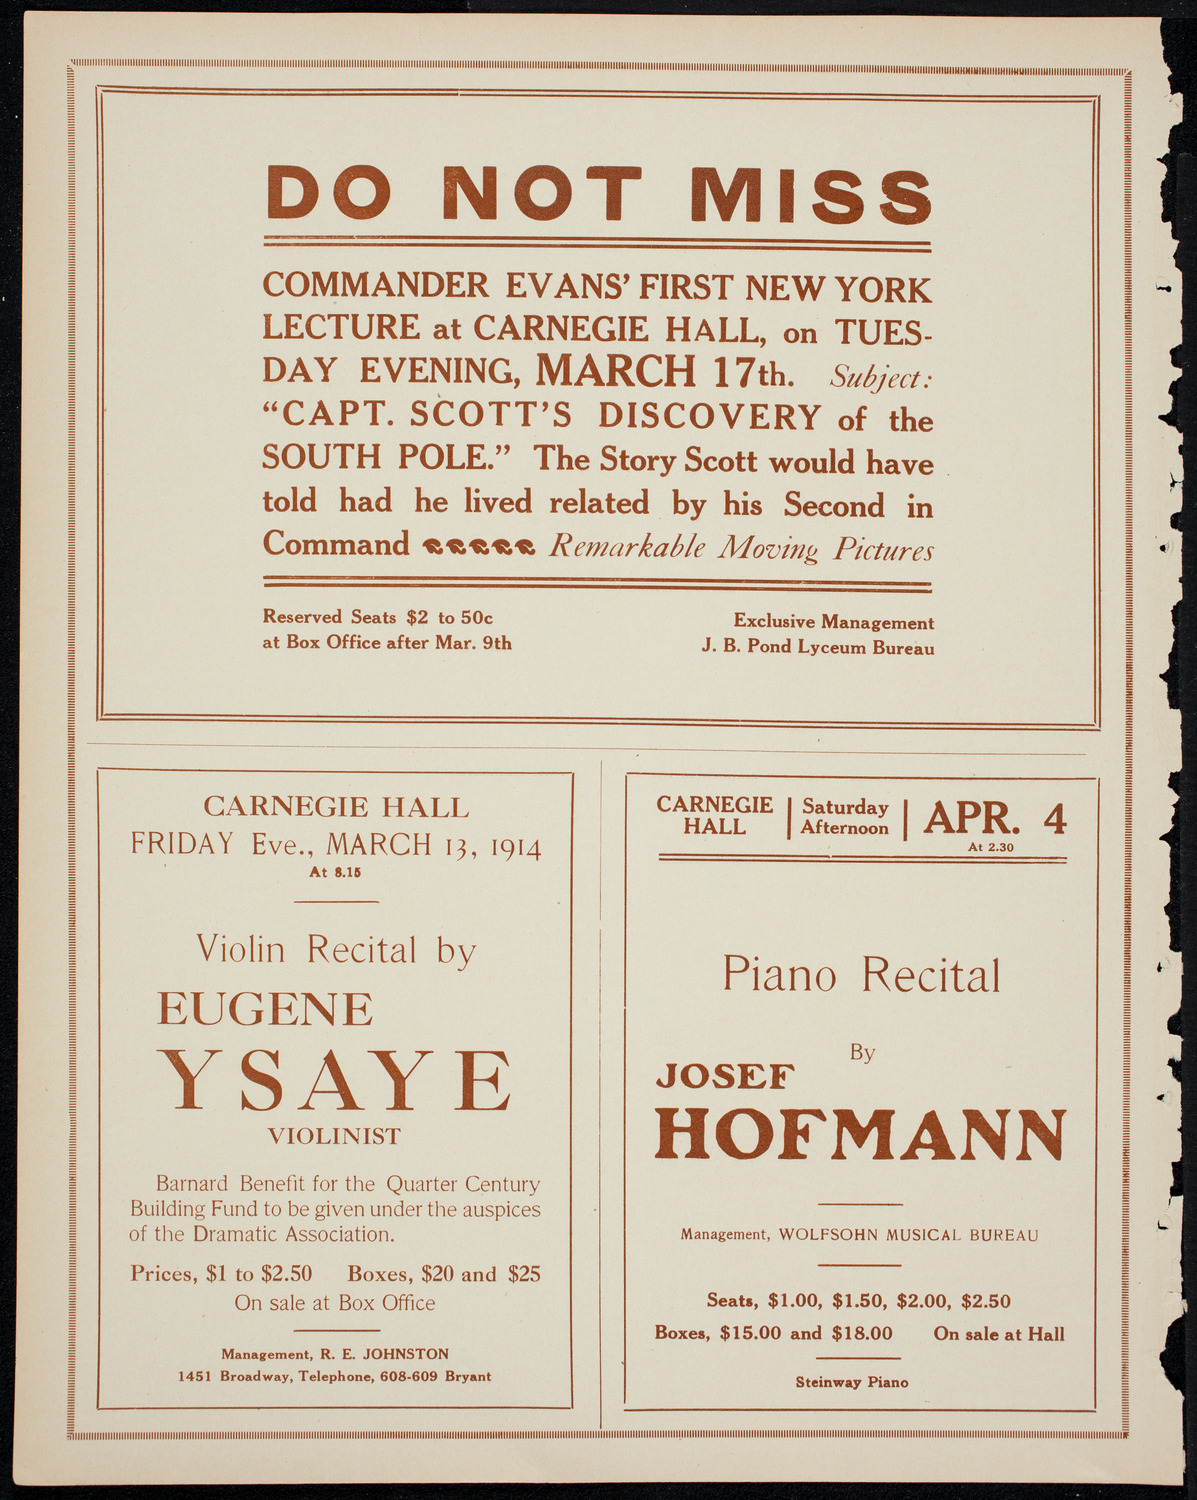 DO NOT MISS
COMMANDER EVANS' FIRST NEW YORK
LECTURE at CARNEGIE HALL, on TUES-
DAY EVENING, MARCH 17th. Subject:
"CAPT. SCOTT'S DISCOVERY of the
SOUTH POLE." The Story Scott would have
told had he lived related by his Second in
Command Remarkable Moving Pictures
Reserved Seats $2 to 50c
at Box Office after Mar. 9th
Exclusive Management
J. B. Pond Lyceum Bureau
CARNEGIE HALL
FRIDAY Eve., MARCH 13, 1914
At 8.15
Violin Recital by
EUGENE
YSAYE
VIOLINIST
Barnard Benefit for the Quarter Century
Building Fund to be given under the auspices
of the Dramatic Association.
Prices, $1 to $2.50 Boxes, $20 and $25
On sale at Box Office
Management, R. E. JOHNSTON
1451 Broadway, Telephone, 608-609 Bryant
CARNEGIE HALL
Saturday Afternoon
APR. 4
At 2.30
Piano Recital
By
JOSEF
HOFMANN
Management, WOLFSOHN MUSICAL BUREAU
Seats, $1.00, $1.50, $2.00, $2.50
Boxes, $15.00 and $18.00 On sale at Hall
Steinway Piano